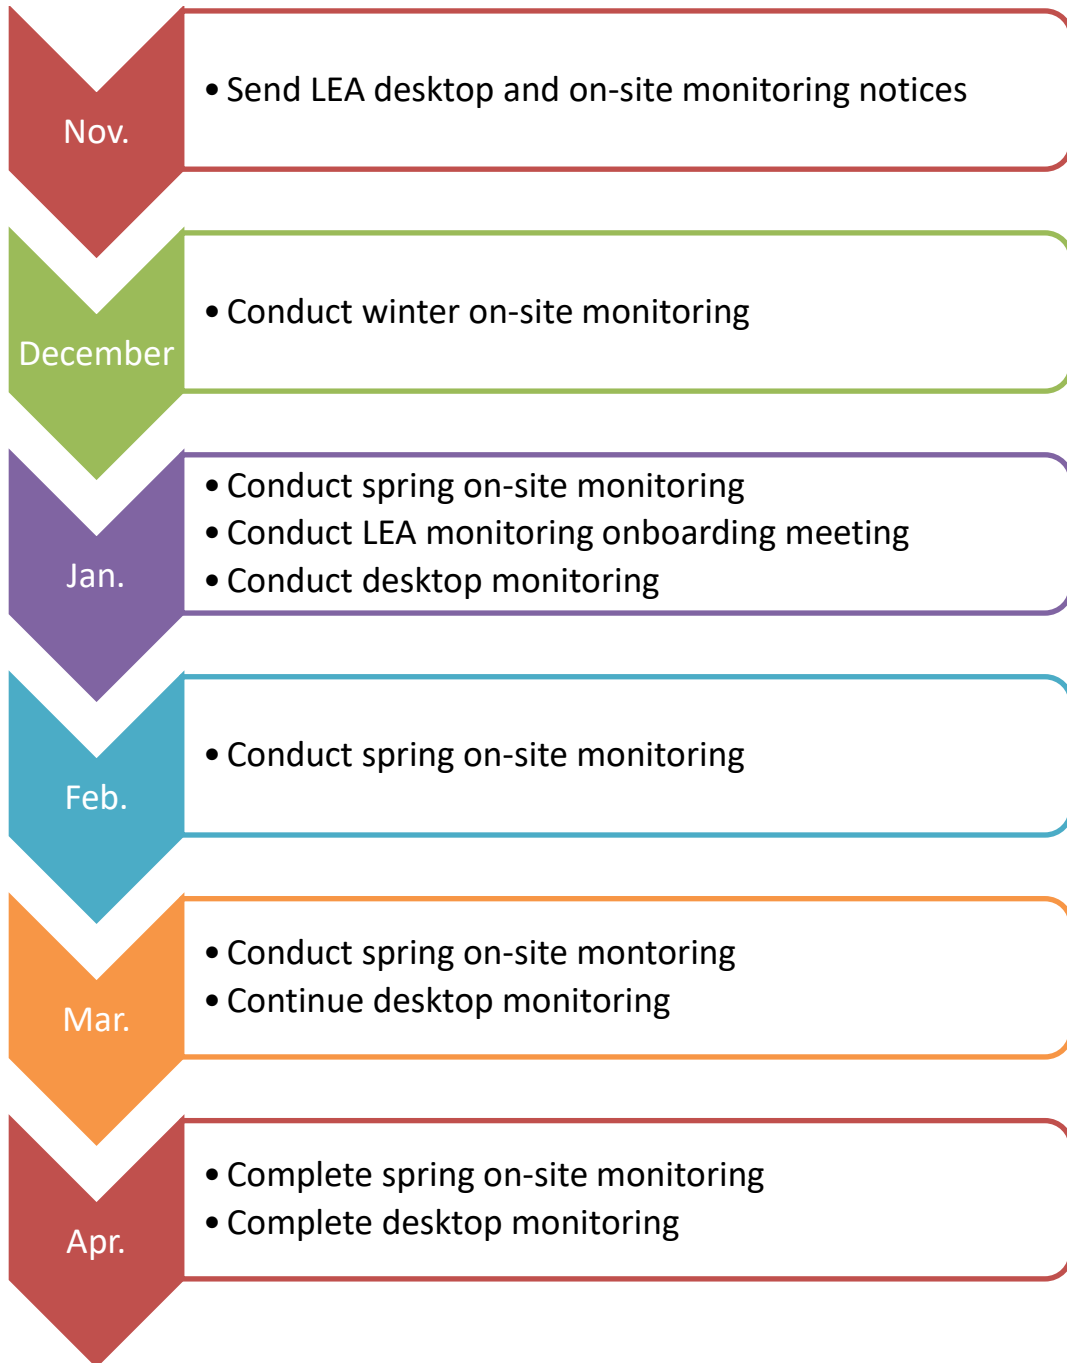 Nov.
• Send LEA desktop and on-site monitoring notices
December
• Conduct winter on-site monitoring
Jan.
• Conduct spring on-site monitoring
• Conduct LEA monitoring onboarding meeting
• Conduct desktop monitoring
Feb.
• Conduct spring on-site monitoring
Mar.
• Conduct spring on-site montoring
• Continue desktop monitoring
Apr.
• Complete spring on-site monitoring
• Complete desktop monitoring